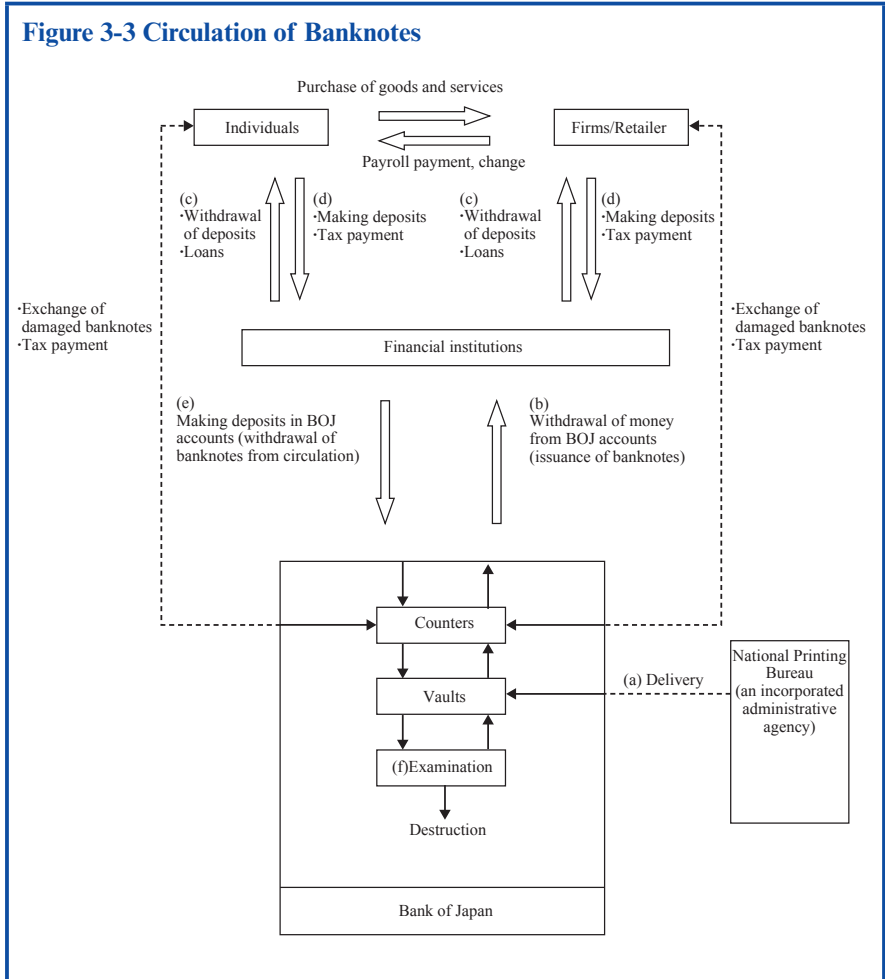 Figure 3-3 Circulation of Banknotes
Purchase of goods and services
Individuals
Firms/Retailer
Payroll payment, change
(c)
·Withdrawal
of deposits
·Loans
(d)
·Making deposits
·Tax payment
(c)
·Withdrawal
of deposits
·Loans
(d)
·Making deposits
·Tax payment
·Exchange of
damaged banknotes
·Tax payment
·Exchange of
damaged banknotes
·Tax payment
Financial institutions
(e)
Making deposits in BOJ
accounts (withdrawal of
banknotes from circulation)
(b)
Withdrawal of money
from BOJ accounts
(issuance of banknotes)
Counters
National Printing
Bureau
(an incorporated
administrative
agency)
(a) Delivery
Vaults
(f)Examination
Destruction
Bank of Japan